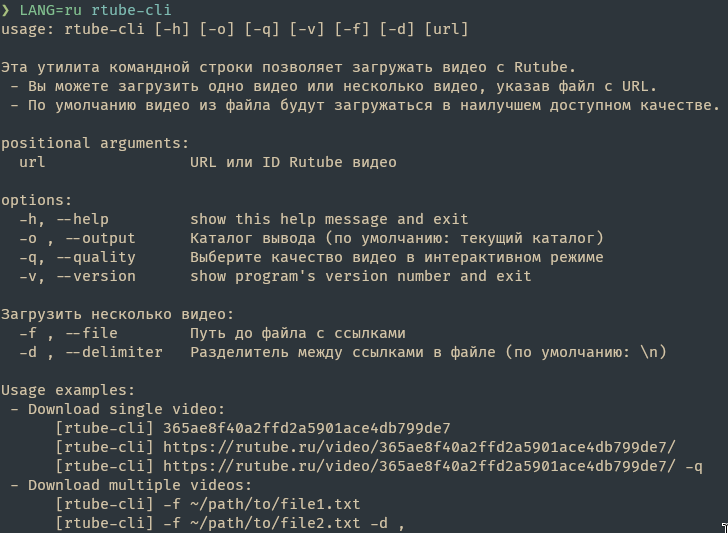 ❯ LANG=ru rtube-cli
usage: rtube-cli [-h] [-o] [-q] [-v] [-f] [-d] [url]
Эта утилита командной строки позволяет загружать видео с Rutube.
- Вы можете загрузить одно видео или несколько видео, указав файл с URL.
- По умолчанию видео из файла будут загружаться в наилучшем доступном качестве.
positional arguments:
url URL или ID Rutube видео
options:
-h, --help show this help message and exit
-o , --output Каталог вывода (по умолчанию: текущий каталог)
-q, --quality Выберите качество видео в интерактивном режиме
-v, --version show program's version number and exit
Загрузить несколько видео:
-f , --file Путь до файла с ссылками
-d , --delimiter Разделитель между ссылками в файле (по умолчанию: \n)
Usage examples:
- Download single video:
[rtube-cli] 365ae8f40a2ffd2a5901ace4db799de7
[rtube-cli] https://rutube.ru/video/365ae8f40a2ffd2a5901ace4db799de7/
[rtube-cli] https://rutube.ru/video/365ae8f40a2ffd2a5901ace4db799de7/ -q
- Download multiple videos:
[rtube-cli] -f ~/path/to/file1.txt
[rtube-cli] -f ~/path/to/file2.txt -d ,